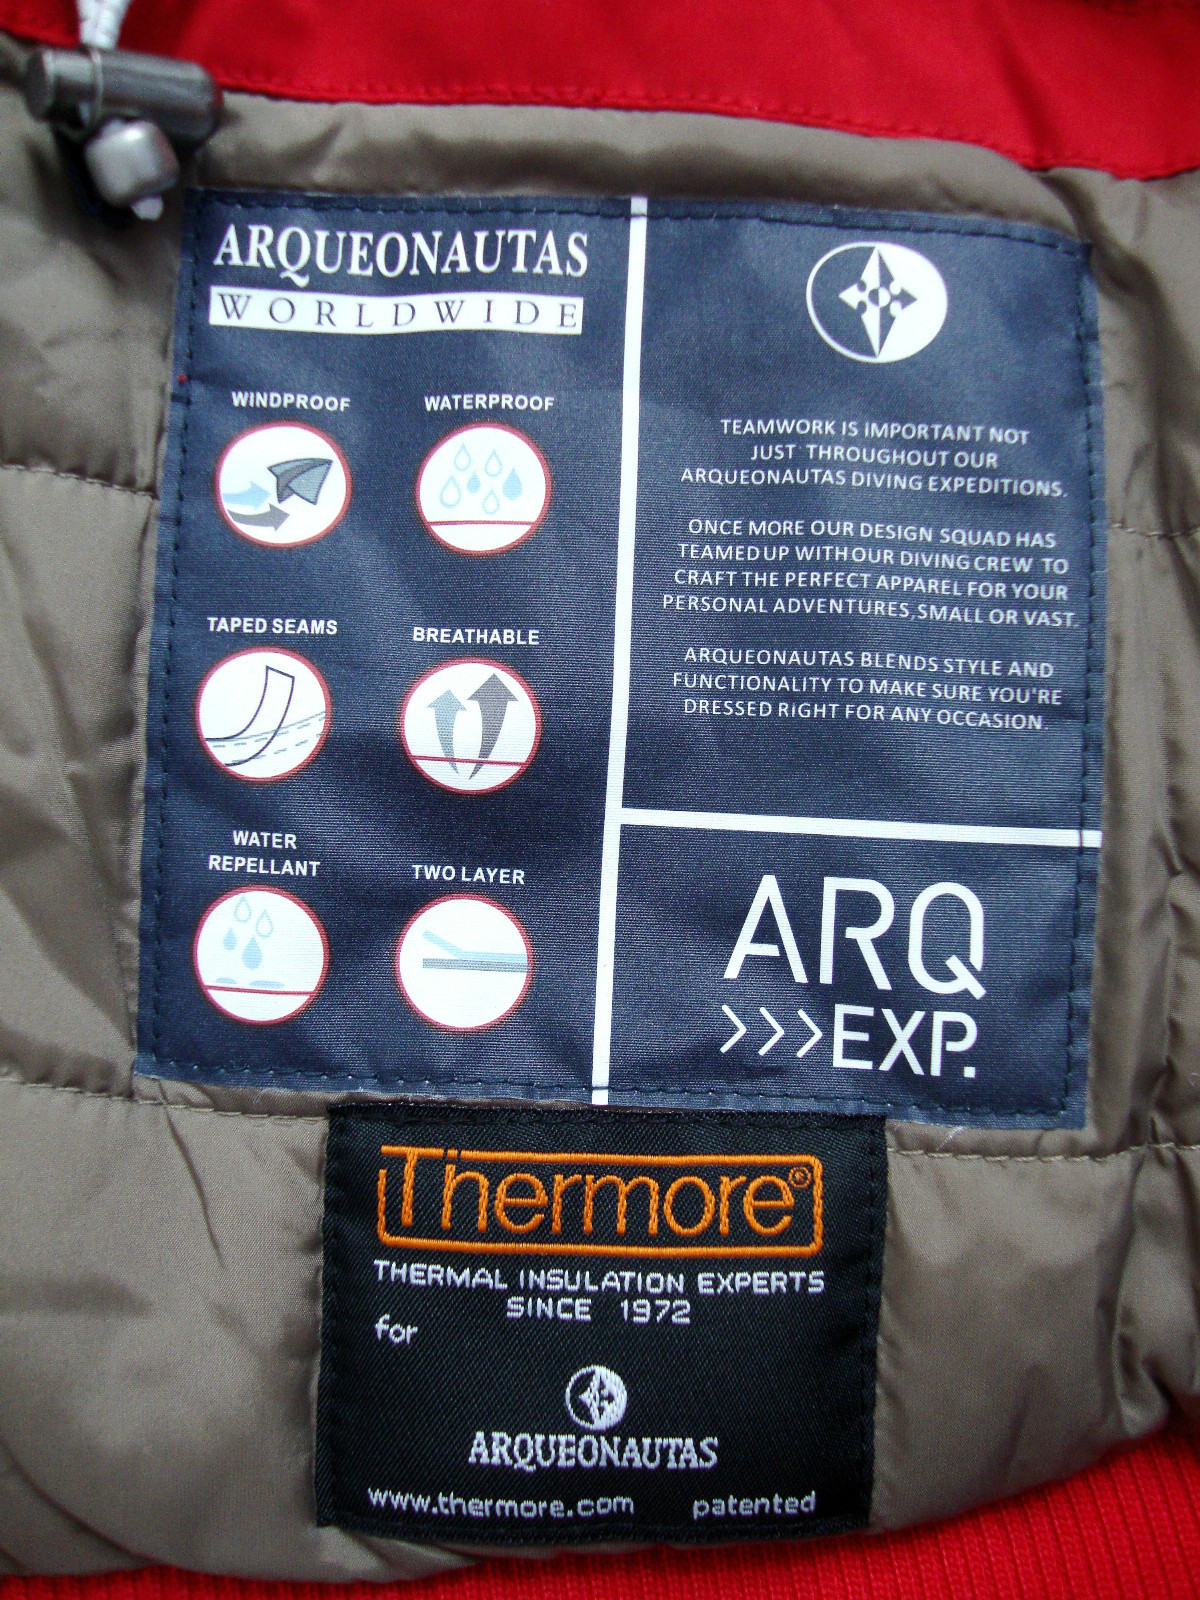 ARQUEONAUTAS
WORLDWIDE
WINDPROOF
WATERPROOF
TAPED SEAMS
BREATHABLE
WATER
REPELLANT
TWO LAYER
TEAMWORK IS IMPORTANT NOT
JUST THROUGHOUT OUR
ARQUEONAUTAS DIVING EXPEDITIONS.
ONCE MORE OUR DESIGN SQUAD HAS
TEAMED UP WITH OUR DIVING CREW TO
CRAFT THE PERFECT APPAREL FOR YOUR
PERSONAL ADVENTURES, SMALL OR VAST.
ARQUEONAUTAS BLENDS STYLE AND
FUNCTIONALITY TO MAKE SURE YOU'RE
DRESSED RIGHT FOR ANY OCCASION.
ARQ
>>>EXP.
Thermore®
THERMAL INSULATION EXPERTS
SINCE 1972
for
ARQUEONAUTAS
www.thermore.com patented